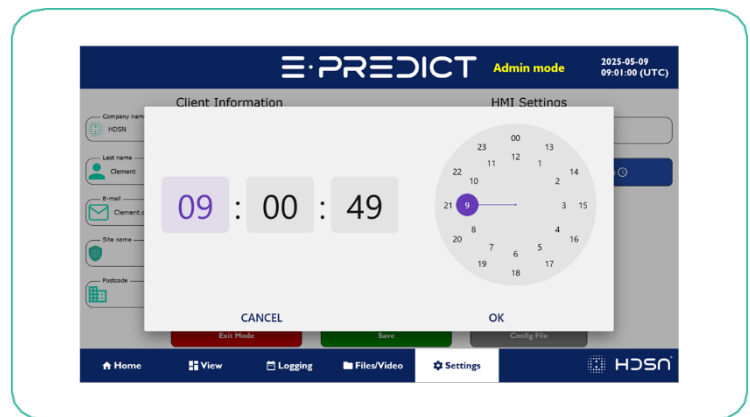 E·PREDICT
Admin mode
2025-05-09
09:01:00 (UTC)
Client Information
HMI Settings
Company name
HDSN
Last name
Clement
E-mail
Clement.c
Site name
Postcode
09 : 00 : 49
00
23 13
12
11 1
22 14
10 2
21 9 3 15
8 4
20 16
7 5
6
19 17
18
CANCEL
OK
Exit Mode
Save
Config File
Home
View
Logging
Files/Video
Settings
HDSN